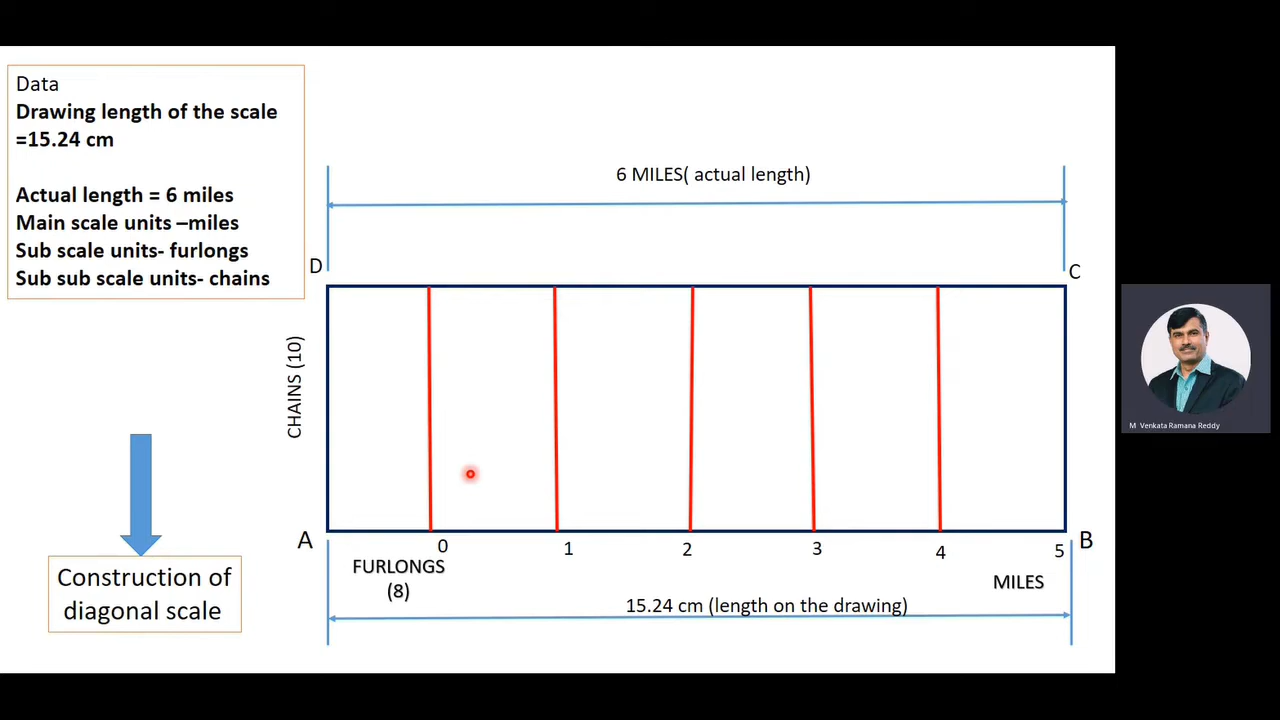 Data
Drawing length of the scale
=15.24 cm
Actual length = 6 miles
Main scale units –miles
Sub scale units- furlongs
Sub sub scale units- chains
6 MILES( actual length)
D
C
CHAINS (10)
A
B
0
1
2
3
4
5
FURLONGS
(8)
MILES
15.24 cm (length on the drawing)
Construction of
diagonal scale
M Venkata Ramana Reddy